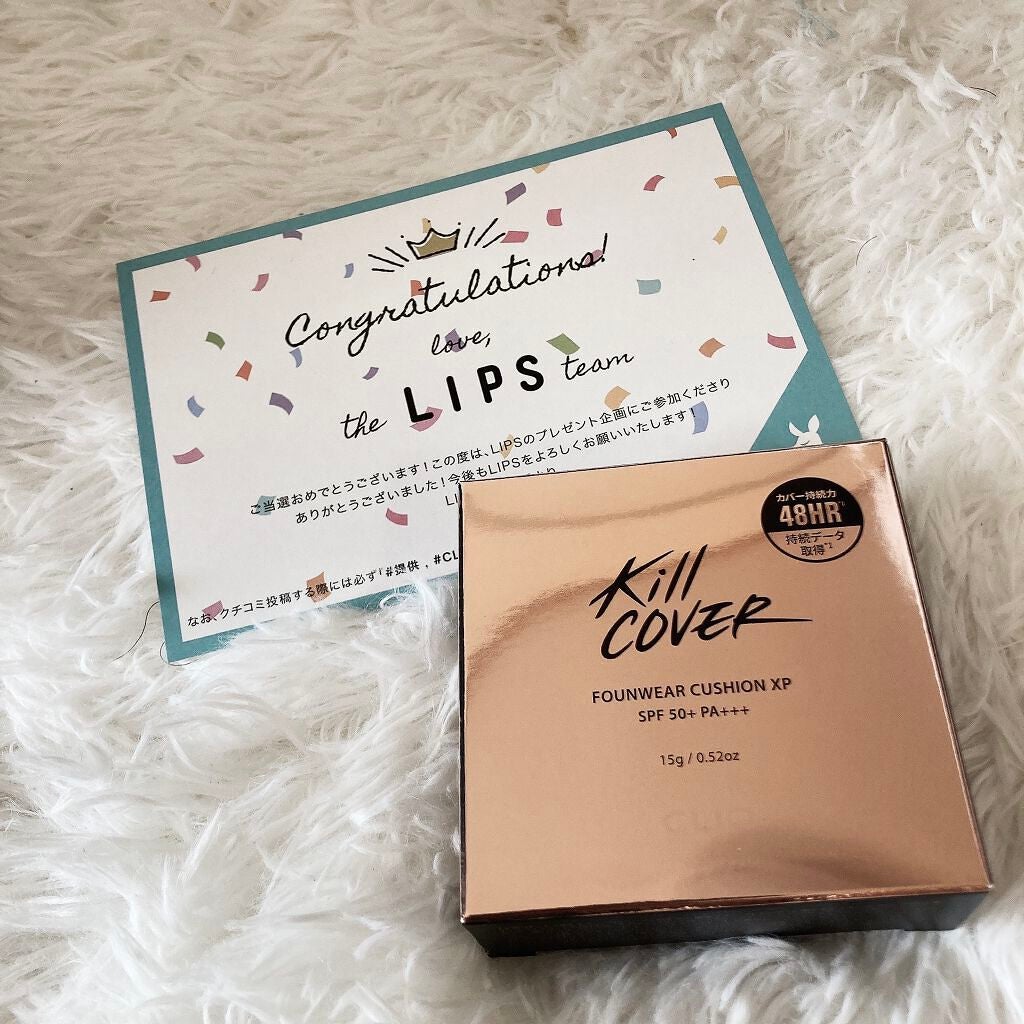 Congratulations!
love,
the LIPS team
ご当選おめでとうございます！この度は、LIPSのプレゼント企画にご参加くださり
ありがとうございました！今後もLIPSをよろしくお願いいたします！
なお、クチコミ投稿する際には必ず「#提供 , #CL
カバー持続力
48HR*1
持続データ
取得*2
Kill
COVER
FOUNWEAR CUSHION XP
SPF 50+ PA+++
15g / 0.52oz